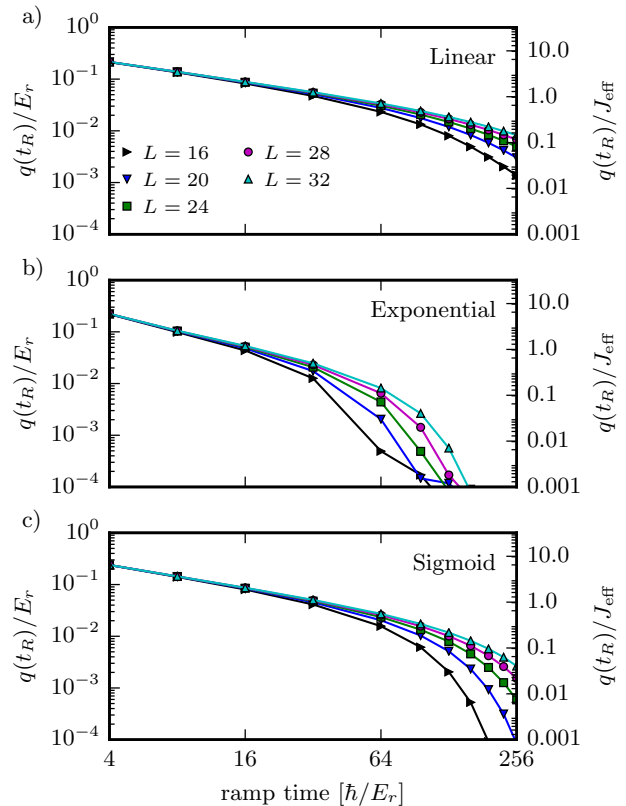 a)
Linear
10^0
10^{-1}
10^{-2}
10^{-3}
10^{-4}
q(t_R)/E_r
10.0
1.0
0.1
0.01
0.001
q(t_R)/J_eff
L = 16
L = 20
L = 24
L = 28
L = 32
b)
Exponential
10^0
10^{-1}
10^{-2}
10^{-3}
10^{-4}
q(t_R)/E_r
10.0
1.0
0.1
0.01
0.001
q(t_R)/J_eff
c)
Sigmoid
10^0
10^{-1}
10^{-2}
10^{-3}
10^{-4}
q(t_R)/E_r
10.0
1.0
0.1
0.01
0.001
q(t_R)/J_eff
4 16 64 256
ramp time [ħ/E_r]